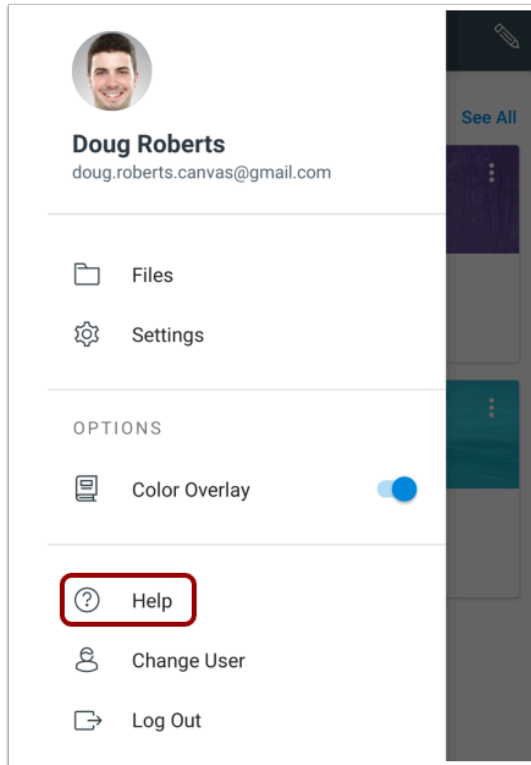 Doug Roberts
doug.roberts.canvas@gmail.com
See All
Files
Settings
OPTIONS
Color Overlay
Help
Change User
Log Out